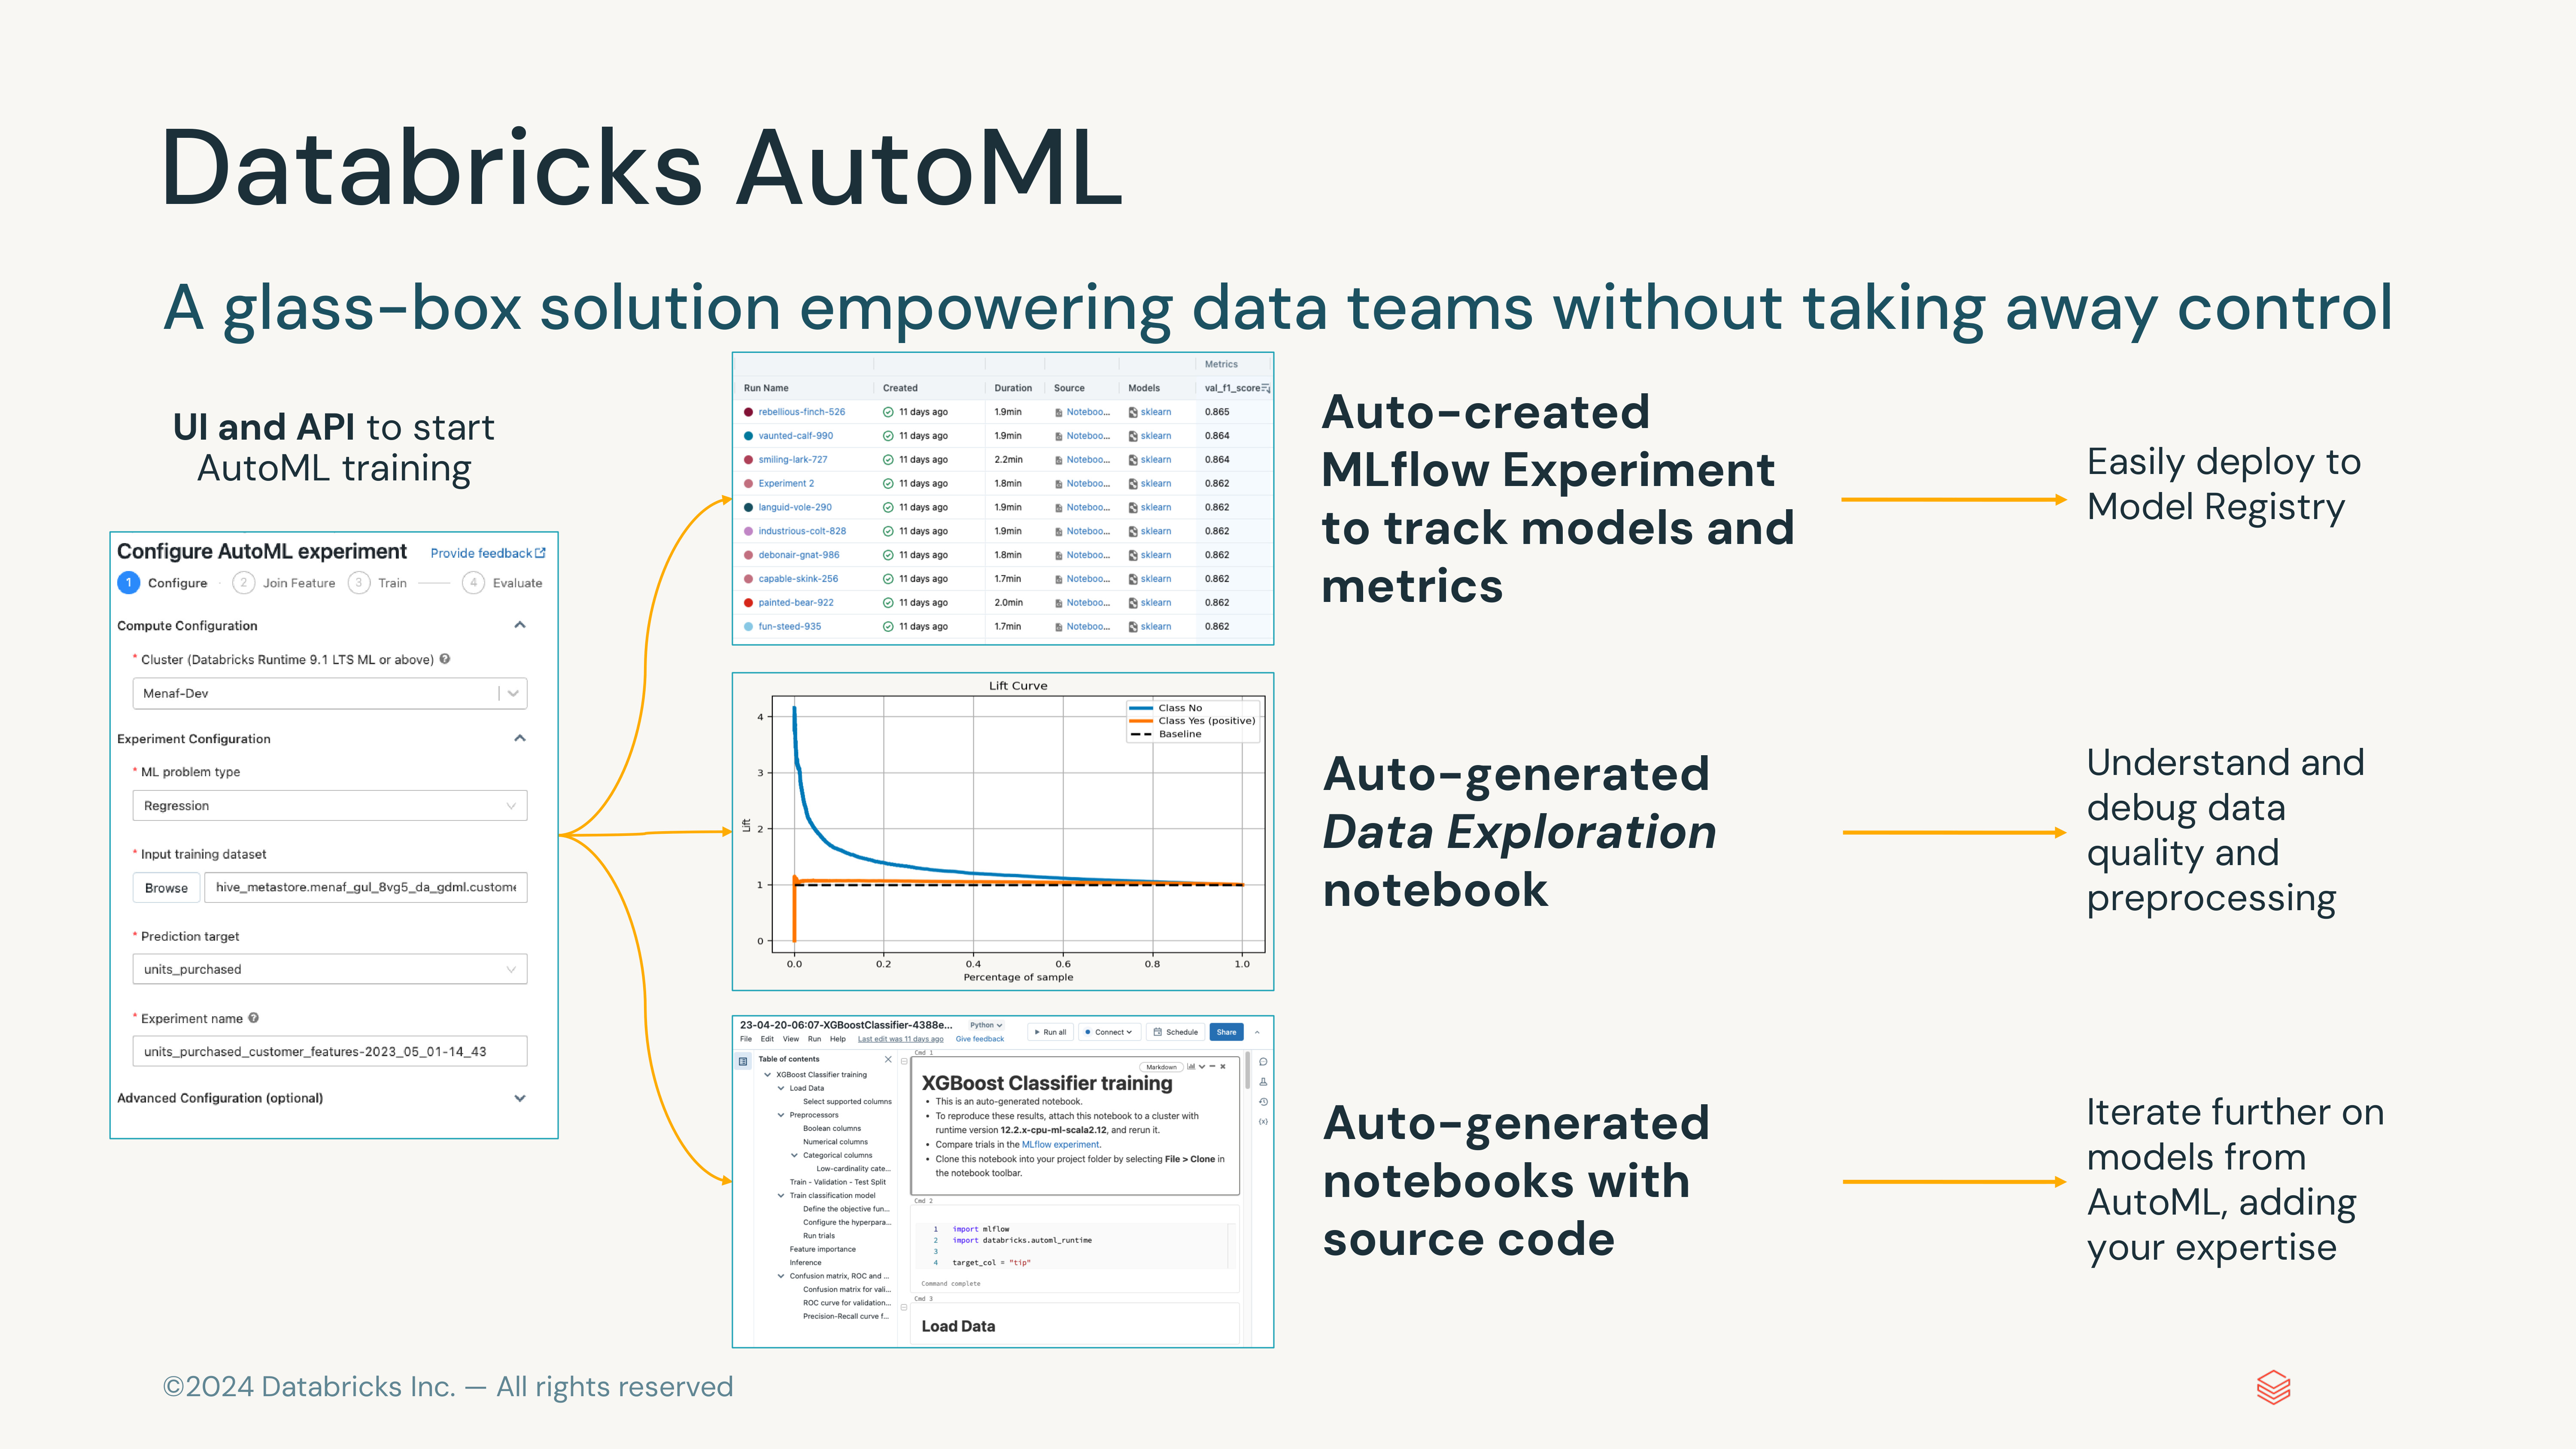 Databricks AutoML
A glass-box solution empowering data teams without taking away control
UI and API to start
AutoML training
Configure AutoML experiment
Provide feedback
1 Configure
2 Join Feature
3 Train
4 Evaluate
Compute Configuration
* Cluster (Databricks Runtime 9.1 LTS ML or above)
Menaf-Dev
Experiment Configuration
* ML problem type
Regression
* Input training dataset
Browse
hive_metastore.menaf_gul_8vg5_da_gdml.custome
* Prediction target
units_purchased
* Experiment name
units_purchased_customer_features-2023_05_01-14_43
Advanced Configuration (optional)
Metrics
Run Name Created Duration Source Models val_f1_score
rebellious-finch-526 11 days ago 1.9min Noteboo... sklearn 0.865
vaunted-calf-990 11 days ago 1.9min Noteboo... sklearn 0.864
smiling-lark-727 11 days ago 2.2min Noteboo... sklearn 0.864
Experiment 2 11 days ago 1.8min Noteboo... sklearn 0.862
languid-vole-290 11 days ago 1.9min Noteboo... sklearn 0.862
industrious-colt-828 11 days ago 1.9min Noteboo... sklearn 0.862
debonair-gnat-986 11 days ago 1.8min Noteboo... sklearn 0.862
capable-skink-256 11 days ago 1.7min Noteboo... sklearn 0.862
painted-bear-922 11 days ago 2.0min Noteboo... sklearn 0.862
fun-steed-935 11 days ago 1.7min Noteboo... sklearn 0.862
Auto-created
MLflow Experiment
to track models and
metrics
Easily deploy to
Model Registry
Lift Curve
Class No
Class Yes (positive)
Baseline
4
3
2
1
0
Lift
0.0 0.2 0.4 0.6 0.8 1.0
Percentage of sample
Auto-generated
Data Exploration
notebook
Understand and
debug data
quality and
preprocessing
23-04-20-06:07-XGBoostClassifier-4388e... Python
Run all Connect Schedule Share
File Edit View Run Help Last edit was 11 days ago Give feedback
Table of contents
XGBoost Classifier training
Load Data
Select supported columns
Preprocessors
Boolean columns
Numerical columns
Categorical columns
Low-cardinality cate...
Train - Validation - Test Split
Train classification model
Define the objective fun...
Configure the hyperpara...
Run trials
Feature importance
Inference
Confusion matrix, ROC and ...
Confusion matrix for vali...
ROC curve for validation...
Precision-Recall curve f...
Cmd 1
Markdown
XGBoost Classifier training
• This is an auto-generated notebook.
• To reproduce these results, attach this notebook to a cluster with
runtime version 12.2.x-cpu-ml-scala2.12, and rerun it.
• Compare trials in the MLflow experiment.
• Clone this notebook into your project folder by selecting File > Clone in
the notebook toolbar.
Cmd 2
1 import mlflow
2 import databricks.automl_runtime
3
4 target_col = "tip"
Command complete
Cmd 3
Load Data
{x}
Auto-generated
notebooks with
source code
Iterate further on
models from
AutoML, adding
your expertise
©2024 Databricks Inc. — All rights reserved